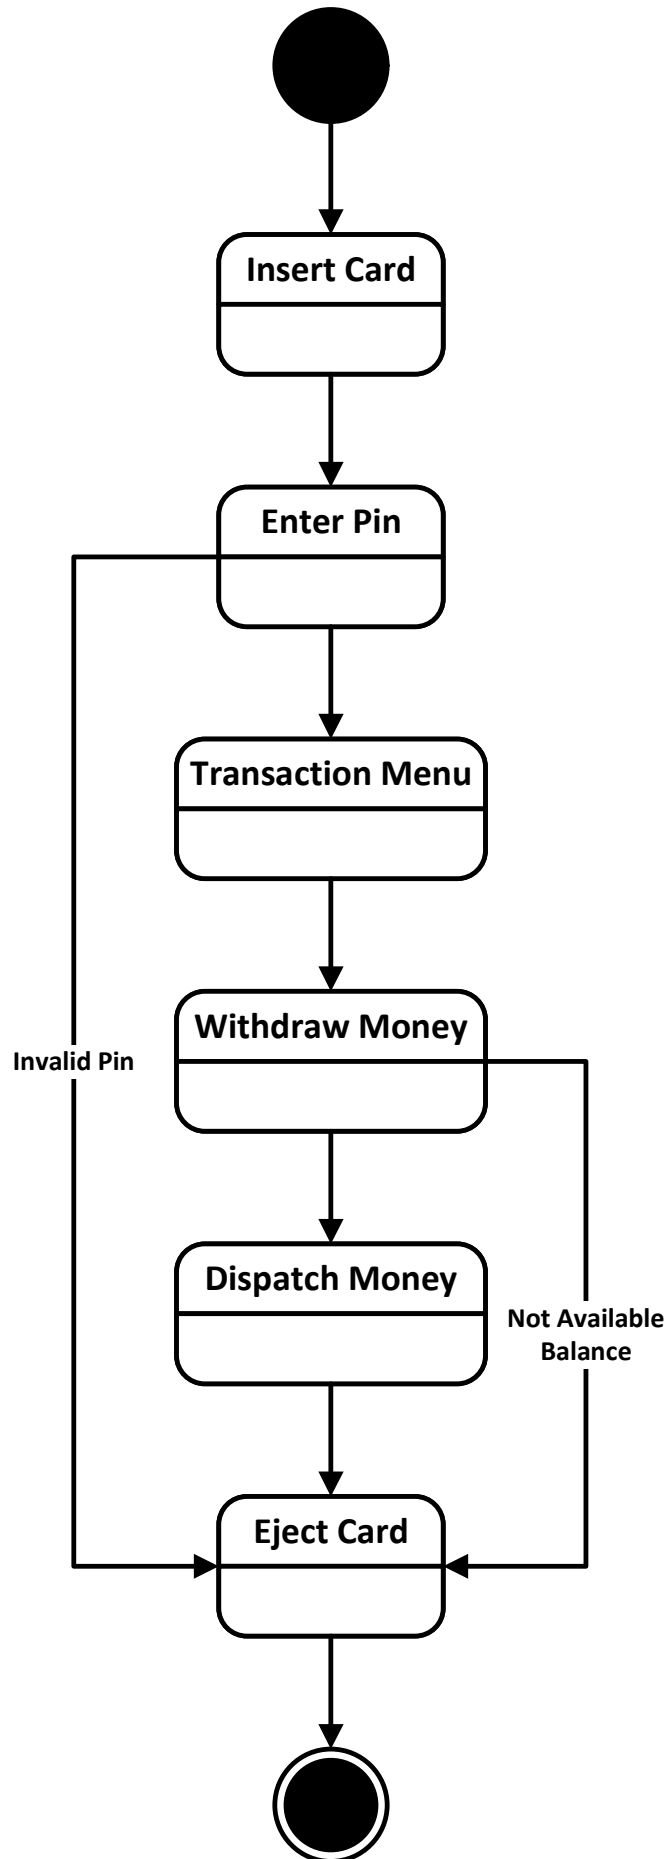 Insert Card
Enter Pin
Transaction Menu
Withdraw Money
Invalid Pin
Dispatch Money
Not Available
Balance
Eject Card